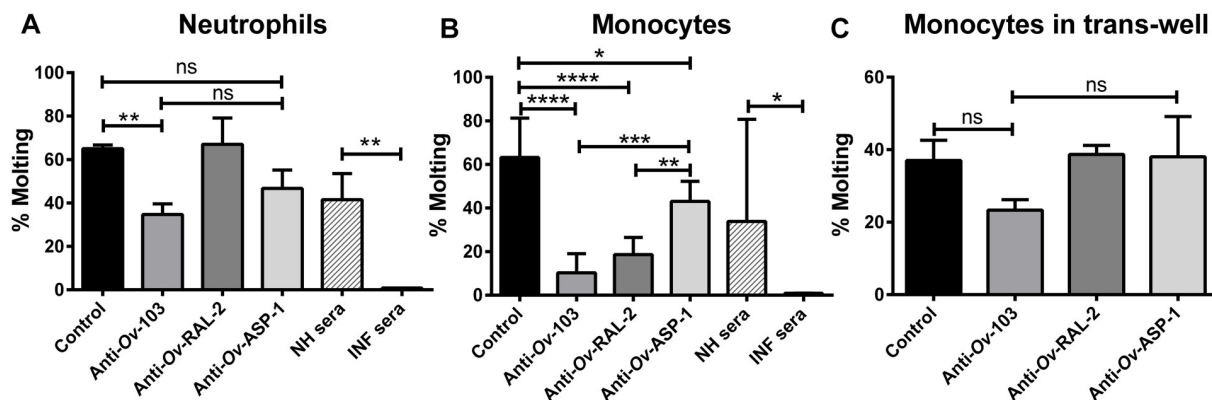 A Neutrophils
% Molting
100
80
60
40
20
0
ns
ns
**
**
Control
Anti-Ov-103
Anti-Ov-RAL-2
Anti-Ov-ASP-1
NH sera
INF sera
B Monocytes
% Molting
100
80
60
40
20
0
*
****
****
*
***
**
Control
Anti-Ov-103
Anti-Ov-RAL-2
Anti-Ov-ASP-1
NH sera
INF sera
C Monocytes in trans-well
% Molting
60
40
20
0
ns
ns
Control
Anti-Ov-103
Anti-Ov-RAL-2
Anti-Ov-ASP-1